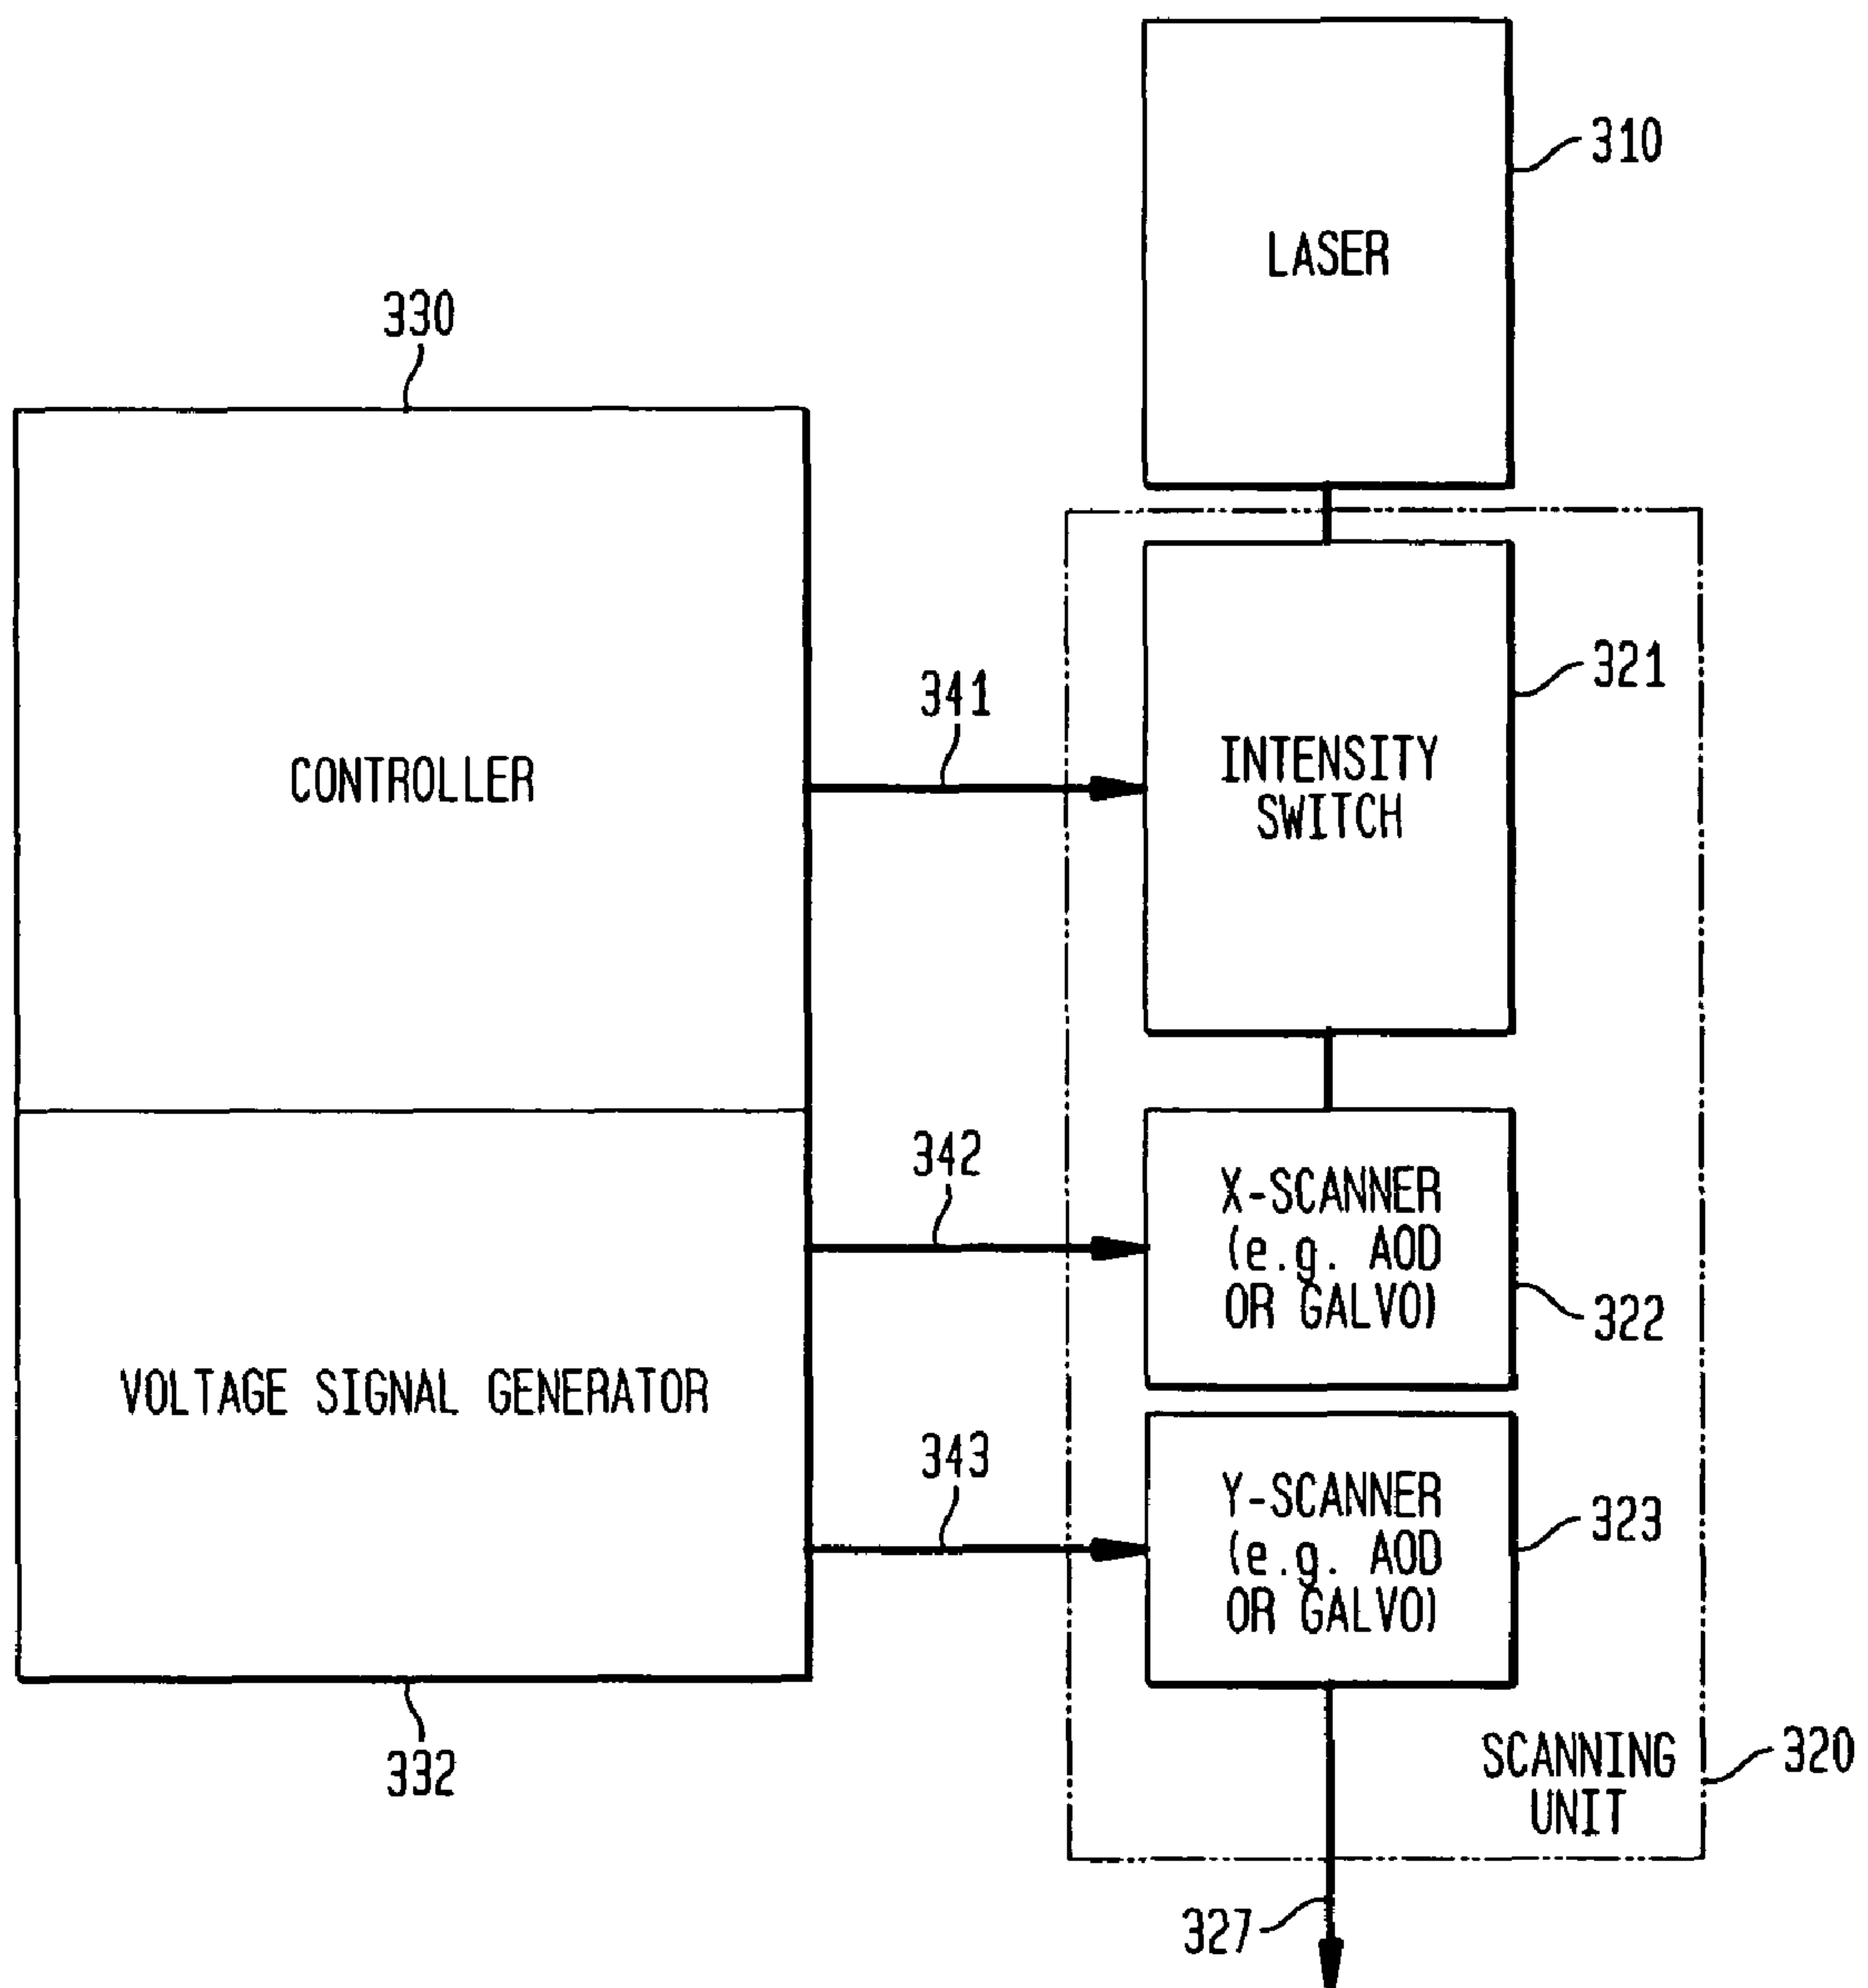 310
LASER
330
321
341
INTENSITY
SWITCH
CONTROLLER
342
X-SCANNER
(e.g. AOD
OR GALVO)
322
VOLTAGE SIGNAL GENERATOR
343
Y-SCANNER
(e.g. AOD
OR GALVO)
323
332
SCANNING
UNIT
320
327